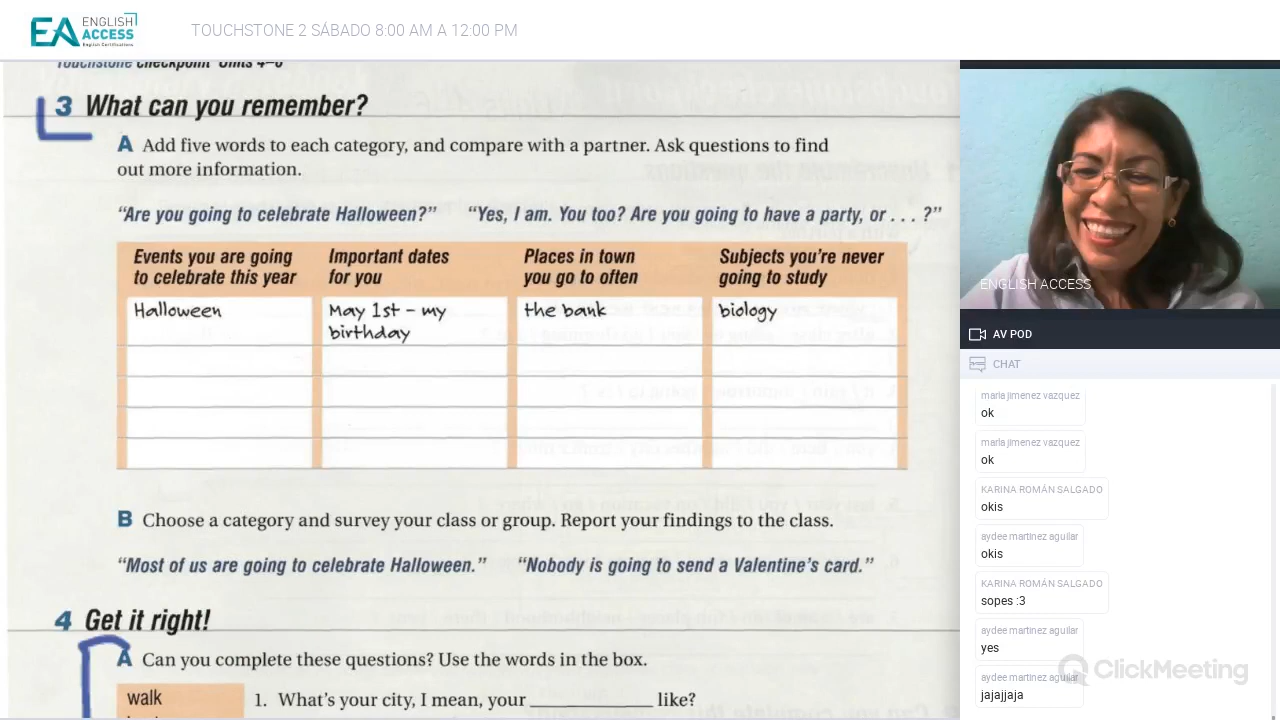 EA ENGLISH ACCESS
English Certifications
TOUCHSTONE 2 SÁBADO 8:00 AM A 12:00 PM
Touchstone checkpoint Units 4–6
3 What can you remember?
A Add five words to each category, and compare with a partner. Ask questions to find
out more information.
“Are you going to celebrate Halloween?” “Yes, I am. You too? Are you going to have a party, or . . . ?”
Events you are going
to celebrate this year
Important dates
for you
Places in town
you go to often
Subjects you're never
going to study
Halloween
May 1st – my
birthday
the bank
biology
B Choose a category and survey your class or group. Report your findings to the class.
“Most of us are going to celebrate Halloween.” “Nobody is going to send a Valentine's card.”
4 Get it right!
A Can you complete these questions? Use the words in the box.
walk
1. What's your city, I mean, your ____________ like?
ENGLISH ACCESS
AV POD
CHAT
marla jimenez vazquez
ok
marla jimenez vazquez
ok
KARINA ROMÁN SALGADO
okis
aydee martinez aguilar
okis
KARINA ROMÁN SALGADO
sopes :3
aydee martinez aguilar
yes
aydee martinez aguilar
jajajjaja
ClickMeeting